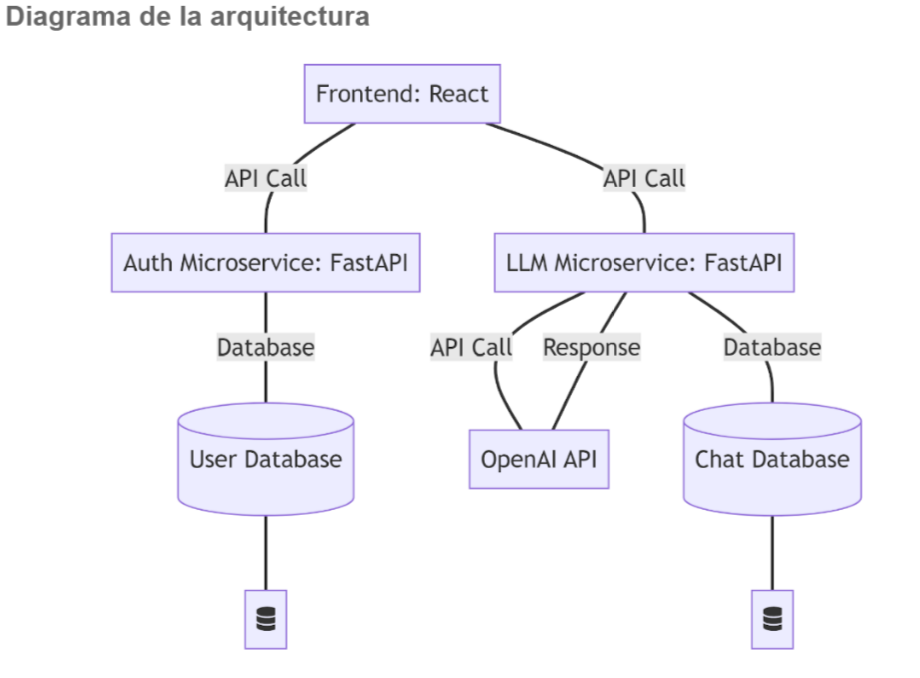 Diagrama de la arquitectura
Frontend: React
API Call
API Call
Auth Microservice: FastAPI
LLM Microservice: FastAPI
Database
API Call
Response
Database
User Database
OpenAI API
Chat Database